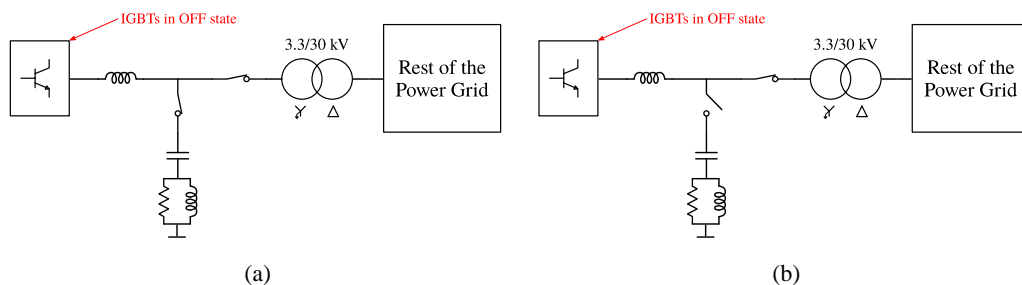 IGBTs in OFF state
3.3/30 kV
Rest of the
Power Grid
Y Δ
(a)
IGBTs in OFF state
3.3/30 kV
Rest of the
Power Grid
Y Δ
(b)